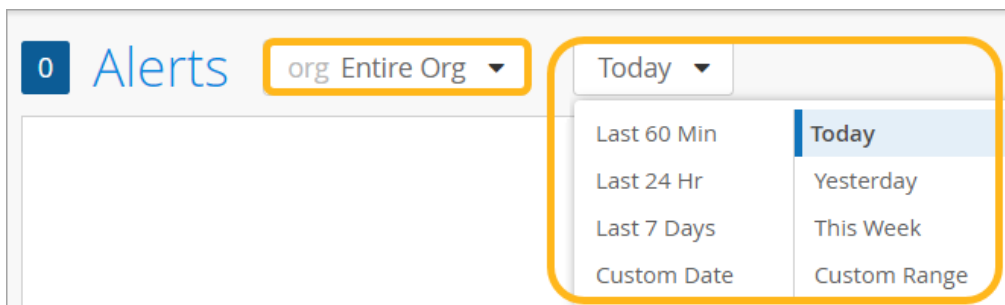 0 Alerts org Entire Org Today
Last 60 Min Today
Last 24 Hr Yesterday
Last 7 Days This Week
Custom Date Custom Range